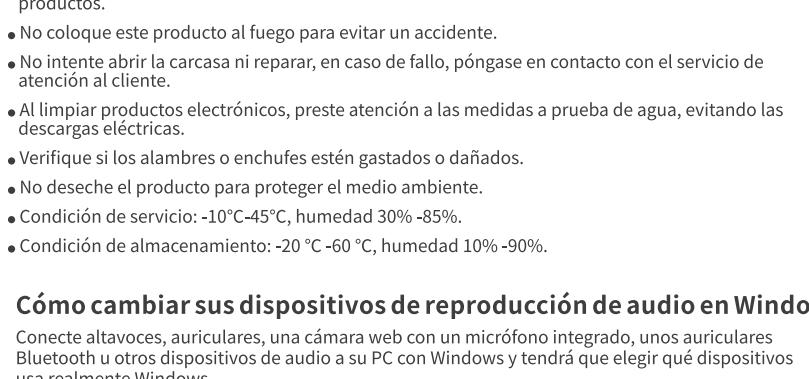 productos.
● No coloque este producto al fuego para evitar un accidente.
● No intente abrir la carcasa ni reparar, en caso de fallo, póngase en contacto con el servicio de
atención al cliente.
● Al limpiar productos electrónicos, preste atención a las medidas a prueba de agua, evitando las
descargas eléctricas.
● Verifique si los alambres o enchufes estén gastados o dañados.
● No deseche el producto para proteger el medio ambiente.
● Condición de servicio: -10°C-45°C, humedad 30% -85%.
● Condición de almacenamiento: -20 °C -60 °C, humedad 10% -90%.
Cómo cambiar sus dispositivos de reproducción de audio en Windo
Conecte altavoces, auriculares, una cámara web con un micrófono integrado, unos auriculares
Bluetooth u otros dispositivos de audio a su PC con Windows y tendrá que elegir qué dispositivos
usa realmente Windows